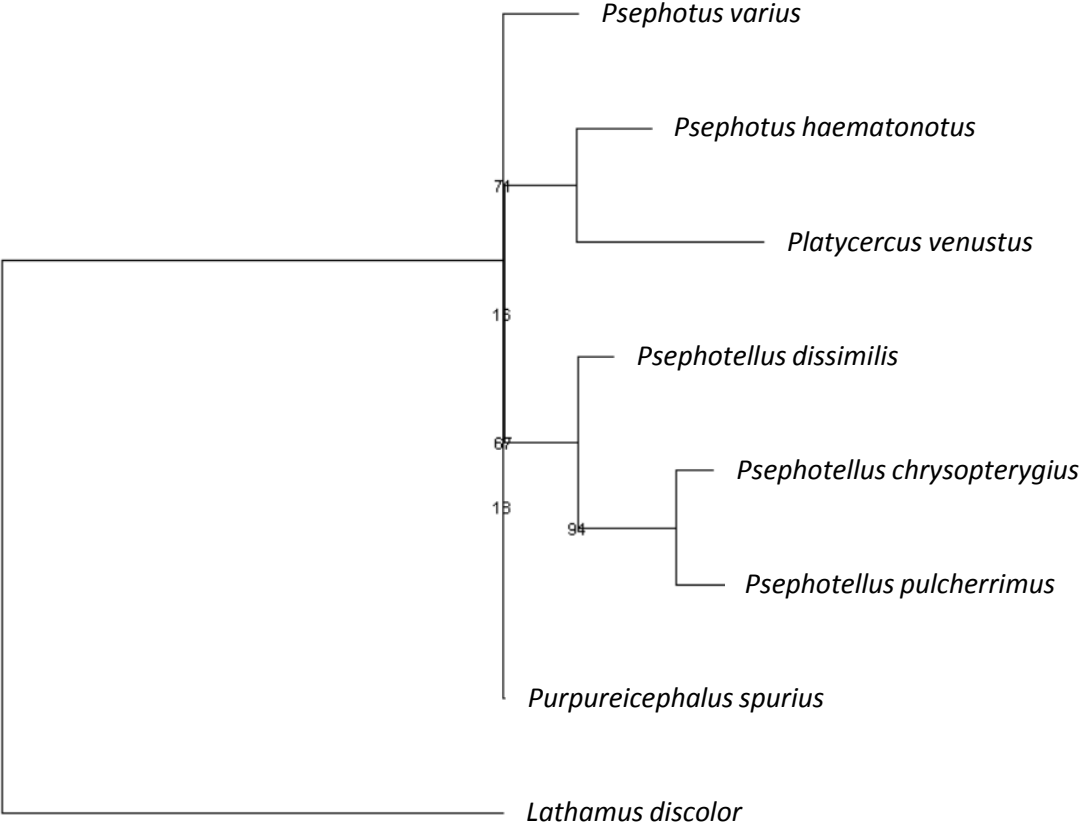 Psephotus varius
Psephotus haematonotus
71
Platycercus venustus
16
Psephotellus dissimilis
67
Psephotellus chrysopterygius
18
94
Psephotellus pulcherrimus
Purpureicephalus spurius
Lathamus discolor